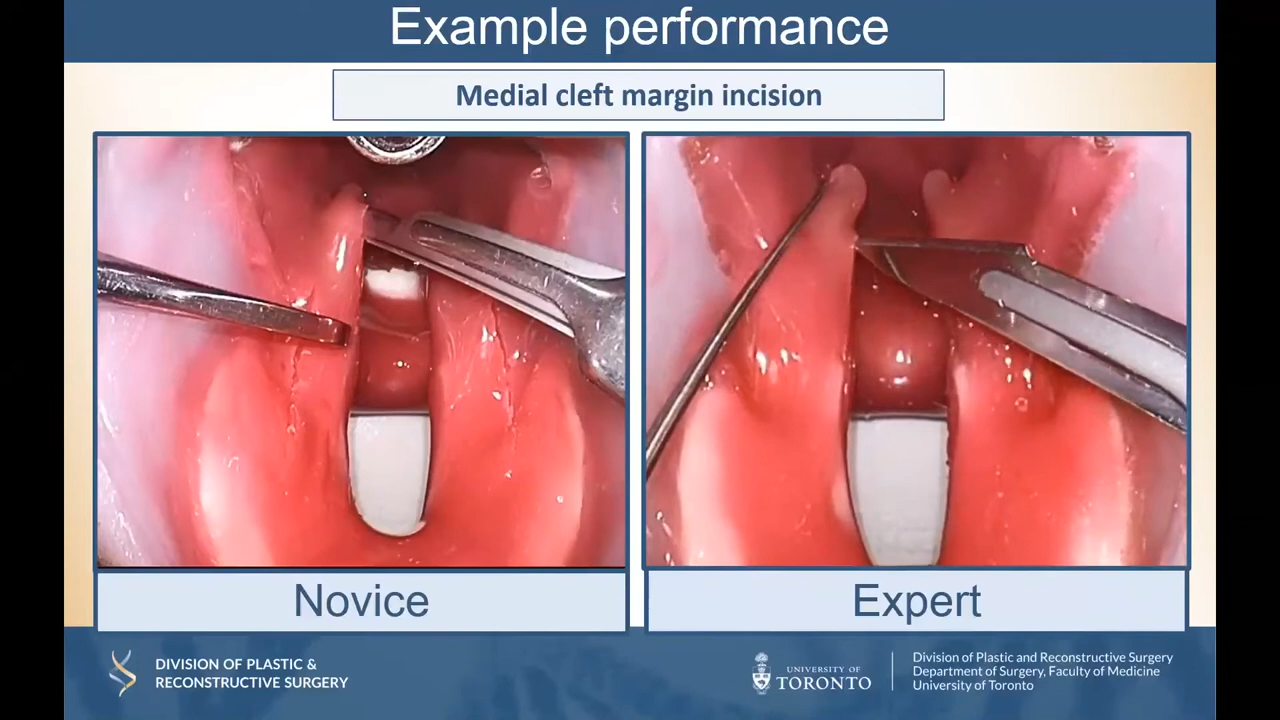 Example performance
Medial cleft margin incision
Novice
Expert
DIVISION OF PLASTIC &
RECONSTRUCTIVE SURGERY
UNIVERSITY OF
TORONTO
Division of Plastic and Reconstructive Surgery
Department of Surgery, Faculty of Medicine
University of Toronto